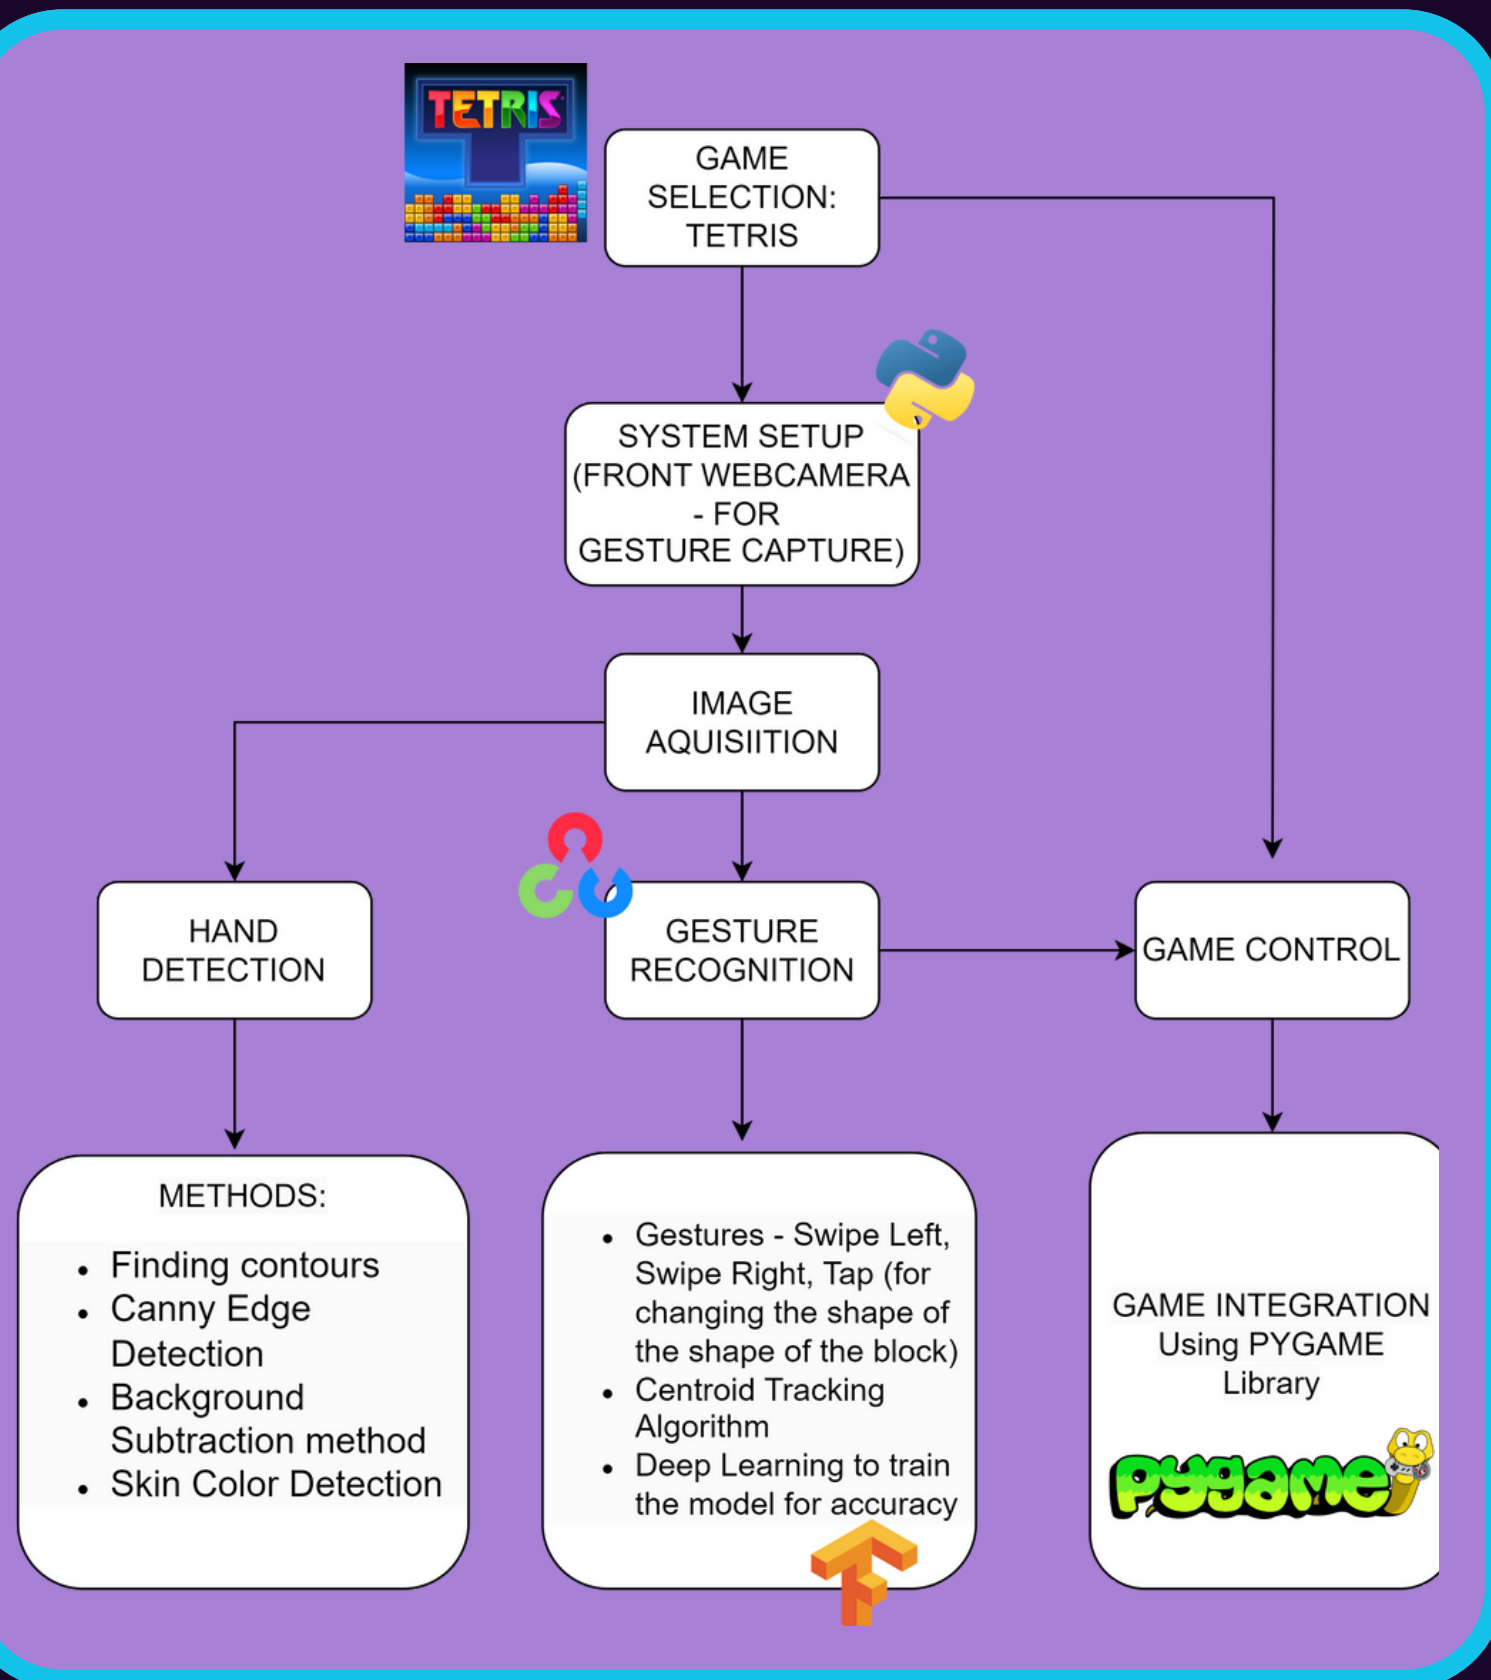 TETRIS
GAME
SELECTION:
TETRIS
SYSTEM SETUP
(FRONT WEBCAMERA
- FOR
GESTURE CAPTURE)
IMAGE
AQUISIITION
HAND
DETECTION
GESTURE
RECOGNITION
GAME CONTROL
METHODS:
• Finding contours
• Canny Edge
Detection
• Background
Subtraction method
• Skin Color Detection
• Gestures - Swipe Left,
Swipe Right, Tap (for
changing the shape of
the shape of the block)
• Centroid Tracking
Algorithm
• Deep Learning to train
the model for accuracy
GAME INTEGRATION
Using PYGAME
Library
pygame